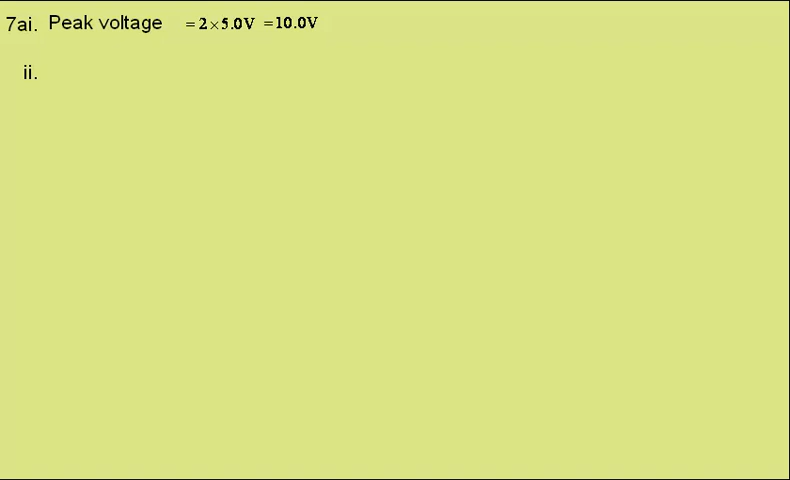 7ai. Peak voltage = 2×5.0V =10.0V
ii.